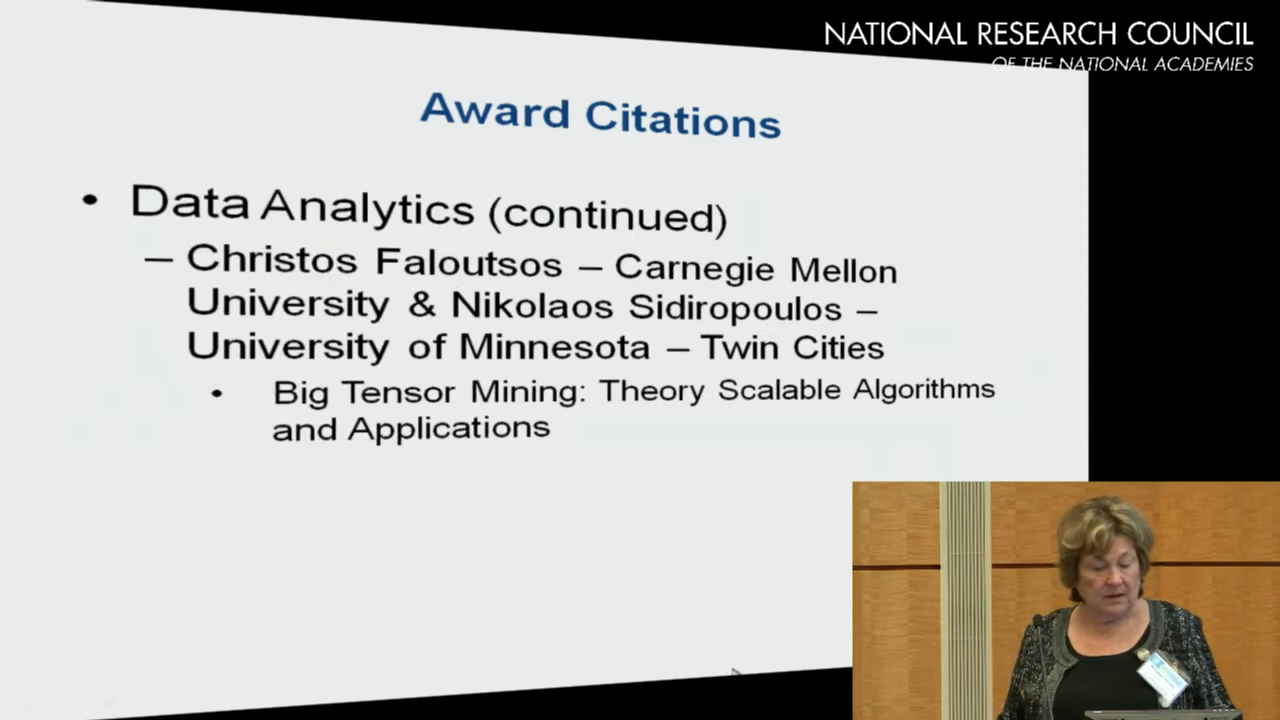 NATIONAL RESEARCH COUNCIL
OF THE NATIONAL ACADEMIES
Award Citations
• Data Analytics (continued)
– Christos Faloutsos – Carnegie Mellon
University & Nikolaos Sidiropoulos –
University of Minnesota – Twin Cities
• Big Tensor Mining: Theory Scalable Algorithms
and Applications